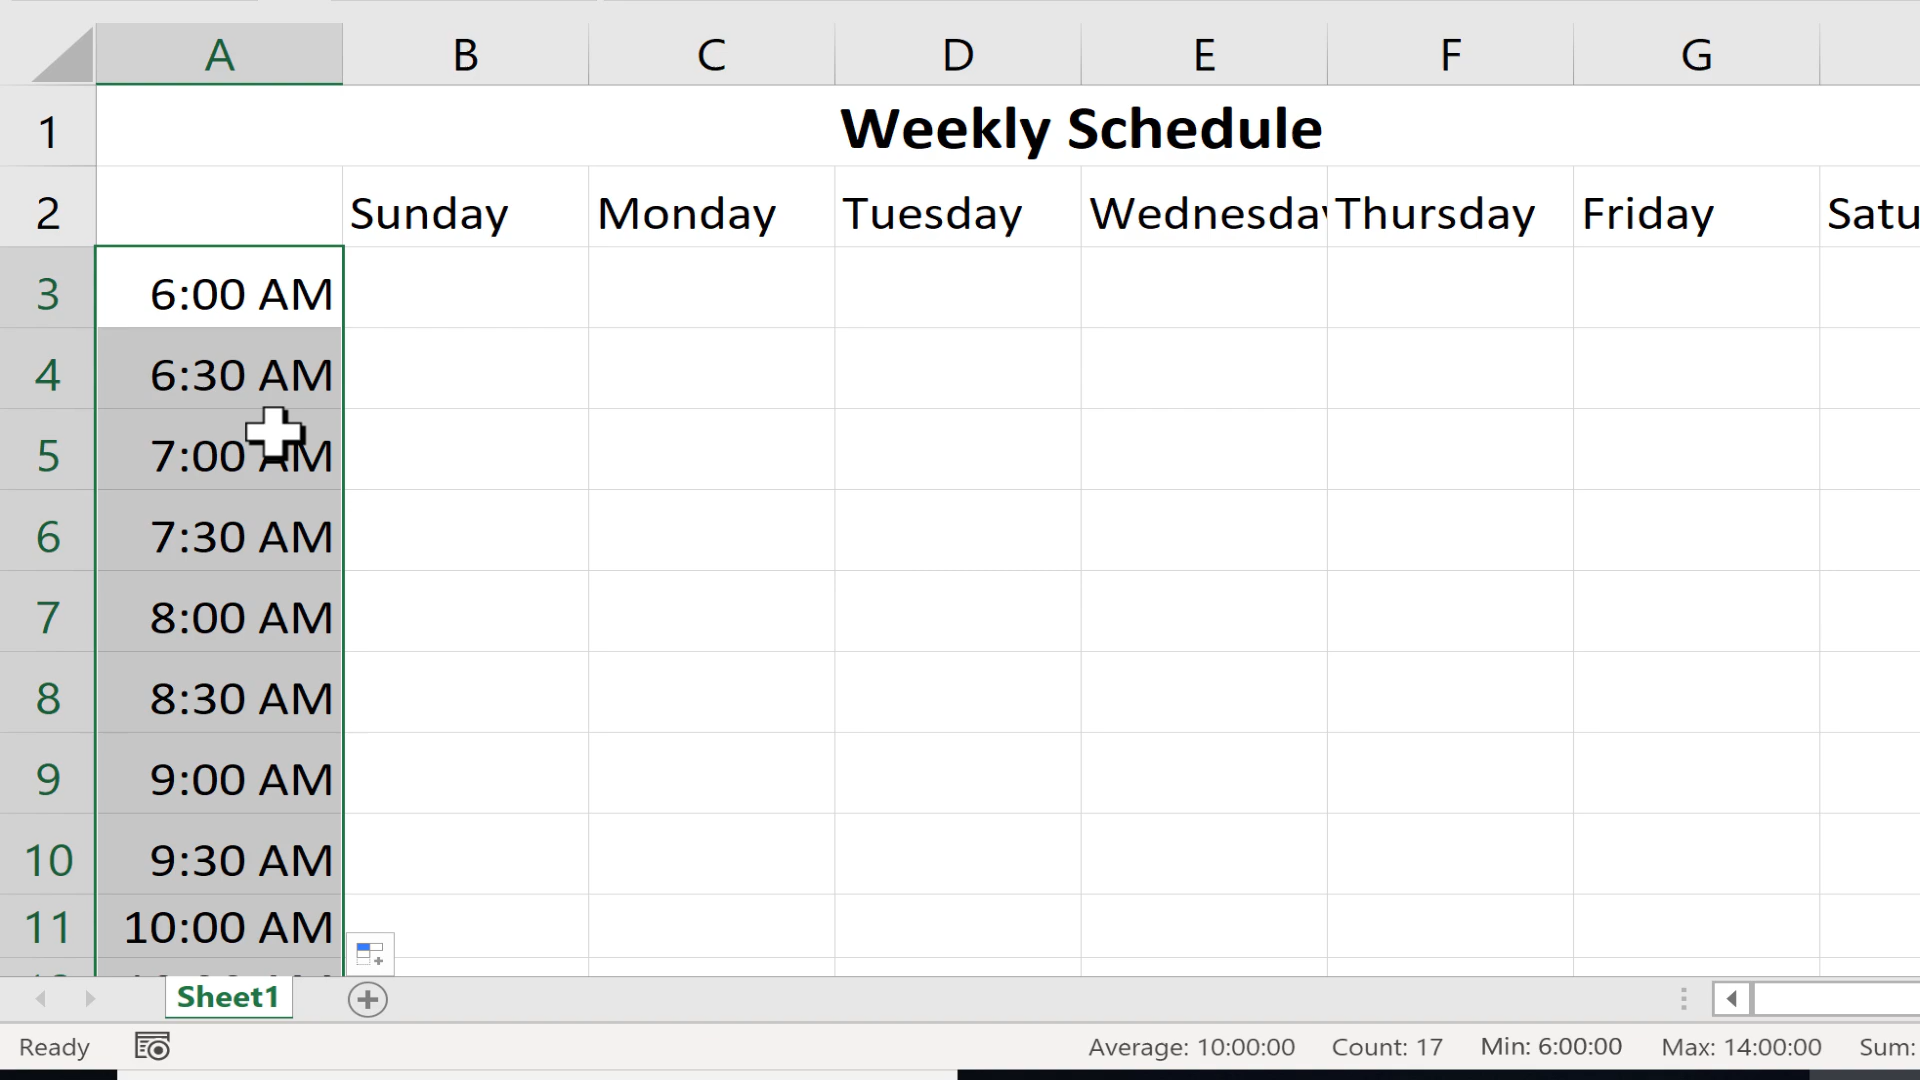 A B C D E F G
1 Weekly Schedule
2 Sunday Monday Tuesday Wednesday Thursday Friday Satu
3 6:00 AM
4 6:30 AM
5 7:00 AM
6 7:30 AM
7 8:00 AM
8 8:30 AM
9 9:00 AM
10 9:30 AM
11 10:00 AM
Sheet1
Ready Average: 10:00:00 Count: 17 Min: 6:00:00 Max: 14:00:00 Sum: